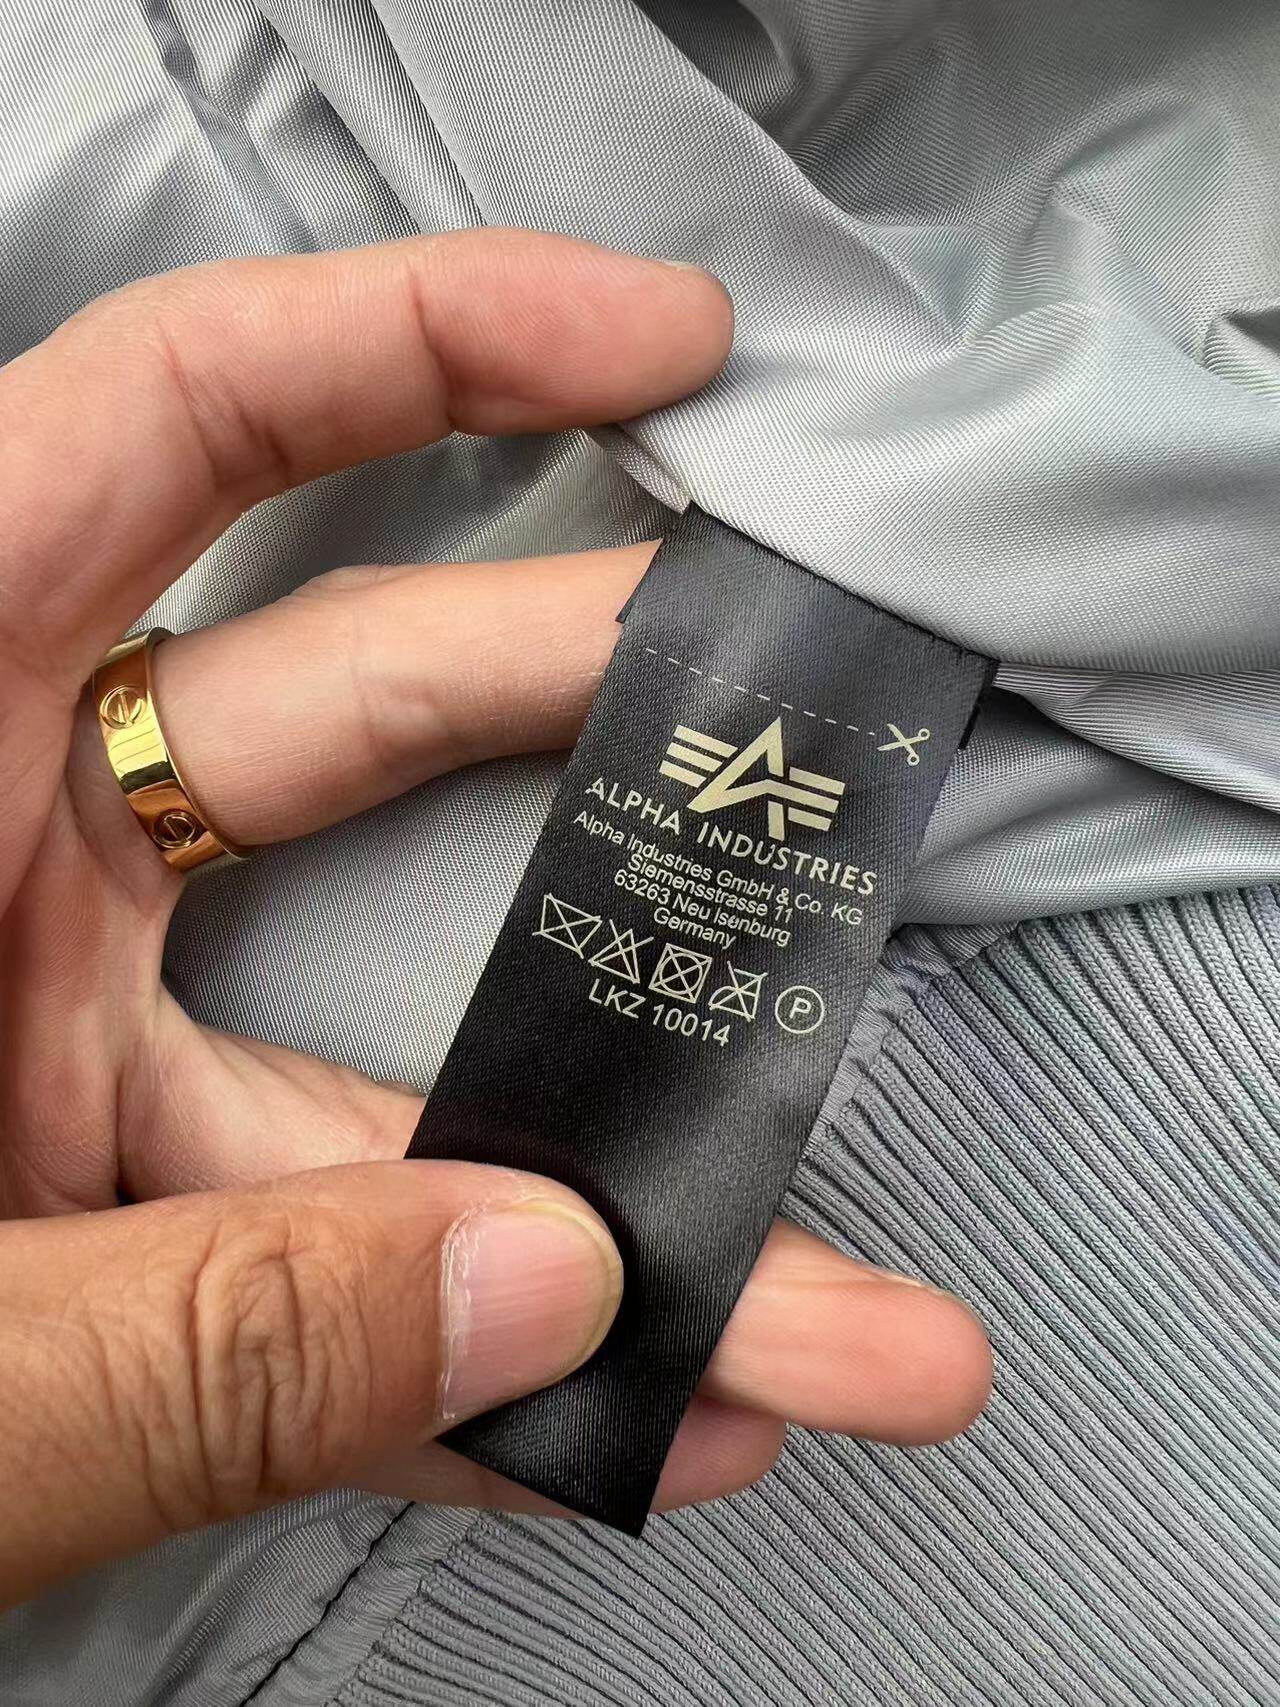 ALPHA INDUSTRIES
Alpha Industries GmbH & Co. KG
Siemensstrasse 11
63263 Neu Isenburg
Germany
P
LKZ 10014